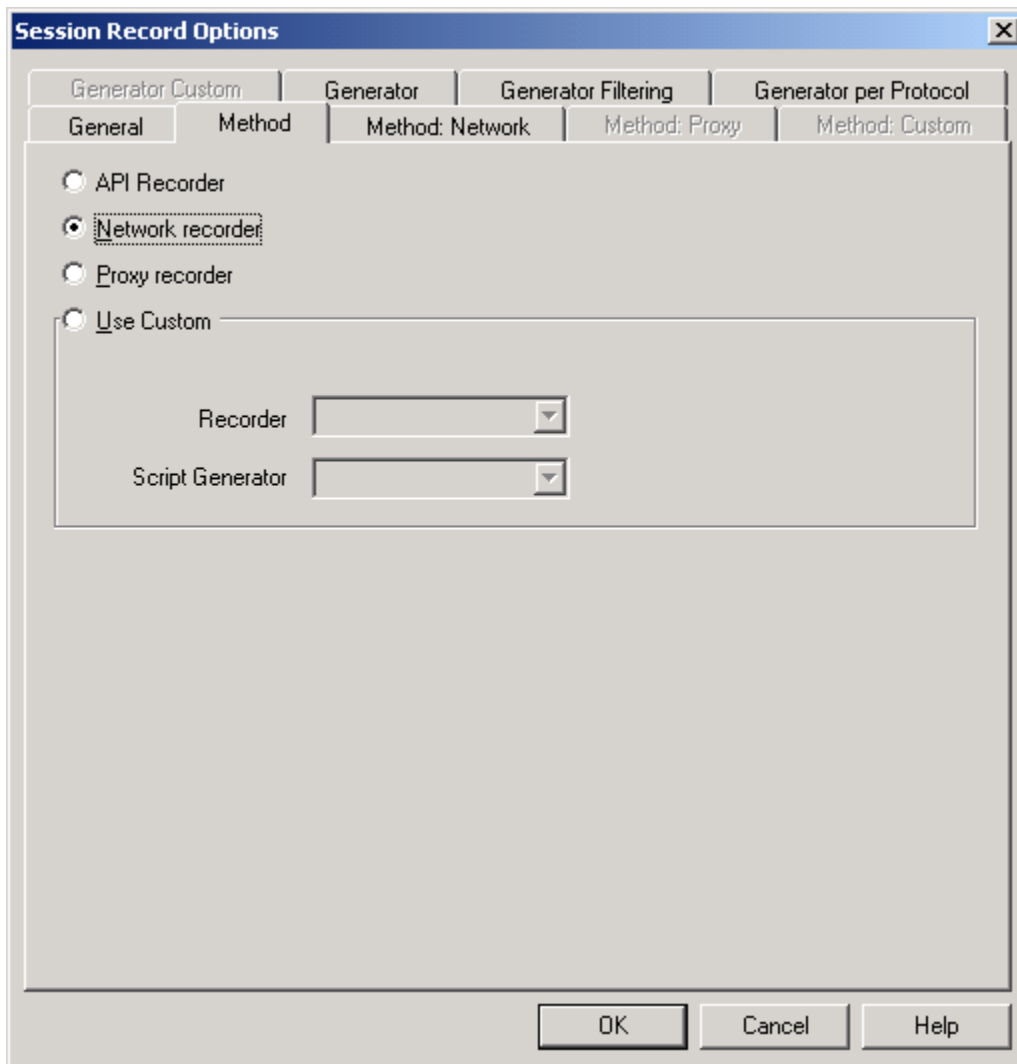 Session Record Options
Generator Custom Generator Generator Filtering Generator per Protocol
General Method Method: Network Method: Proxy Method: Custom
API Recorder
Network recorder
Proxy recorder
Use Custom
Recorder
Script Generator
OK Cancel Help